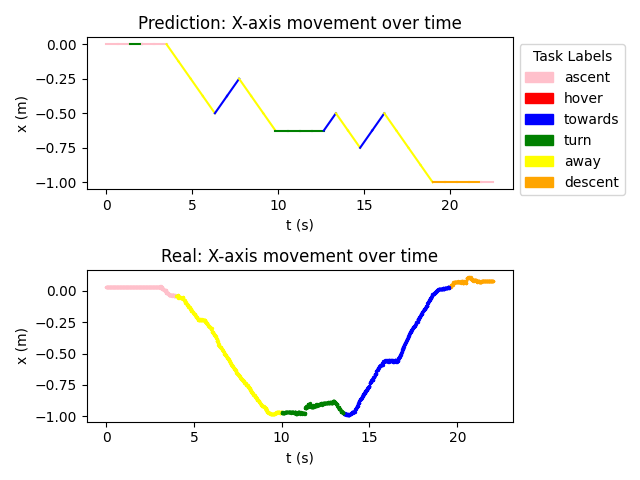 Prediction: X-axis movement over time
0.00
−0.25
−0.50
−0.75
−1.00
x (m)
0 5 10 15 20
t (s)
Task Labels
ascent
hover
towards
turn
away
descent
Real: X-axis movement over time
0.00
−0.25
−0.50
−0.75
−1.00
x (m)
0 5 10 15 20
t (s)